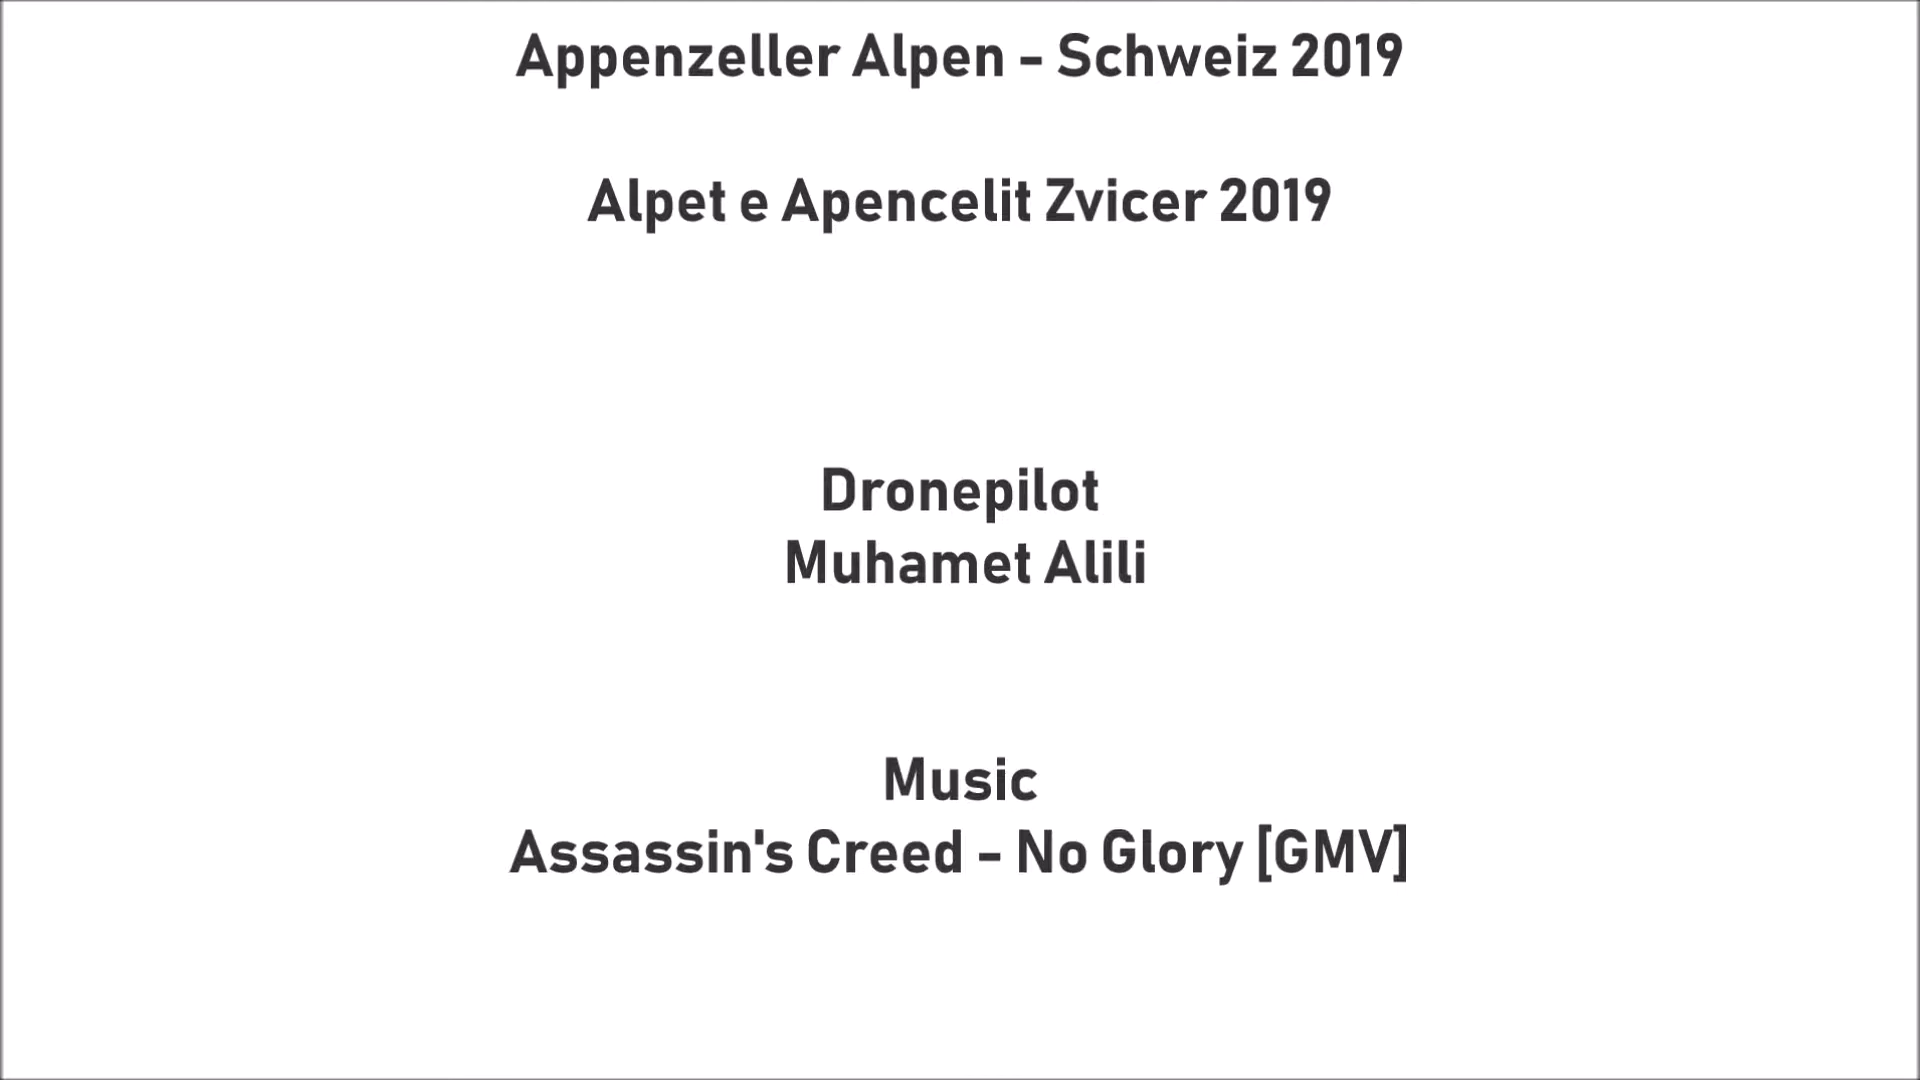 Appenzeller Alpen - Schweiz 2019
Alpet e Apencelit Zvicer 2019
Dronepilot
Muhamet Alili
Music
Assassin's Creed - No Glory [GMV]